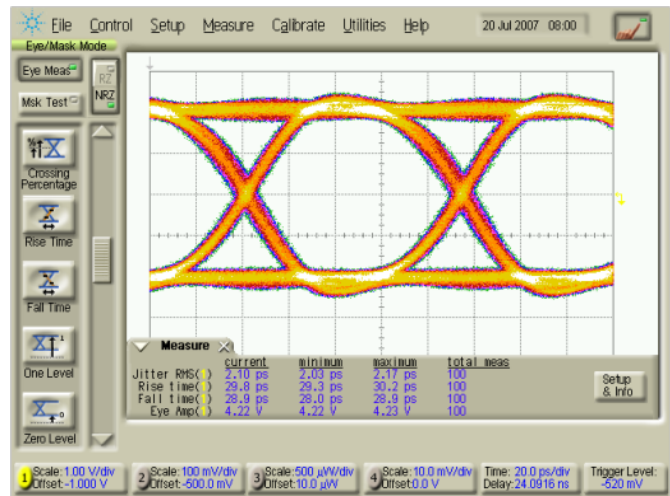 File Control Setup Measure Calibrate Utilities Help 20 Jul 2007 08:00
Eye/Mask Mode
Eye Meas
RZ
Msk Test
NRZ
Crossing
Percentage
Rise Time
Fall Time
One Level
Zero Level
Measure
current minimum maximum total meas
Jitter RMS(1) 2.10 ps 2.03 ps 2.17 ps 100
Rise time(1) 29.8 ps 29.3 ps 30.2 ps 100
Fall time(1) 28.9 ps 28.0 ps 28.9 ps 100
Eye Amp(1) 4.22 V 4.22 V 4.23 V 100
Setup
& Info
1 Scale:1.00 V/div
Offset:-1.000 V
2 Scale:100 mV/div
Offset:-500.0 mV
3 Scale:500 µW/div
Offset:10.0 µW
4 Scale:10.0 mV/div
Offset:0.0 V
Time: 20.0 ps/div
Delay:24.0916 ns
Trigger Level:
-520 mV